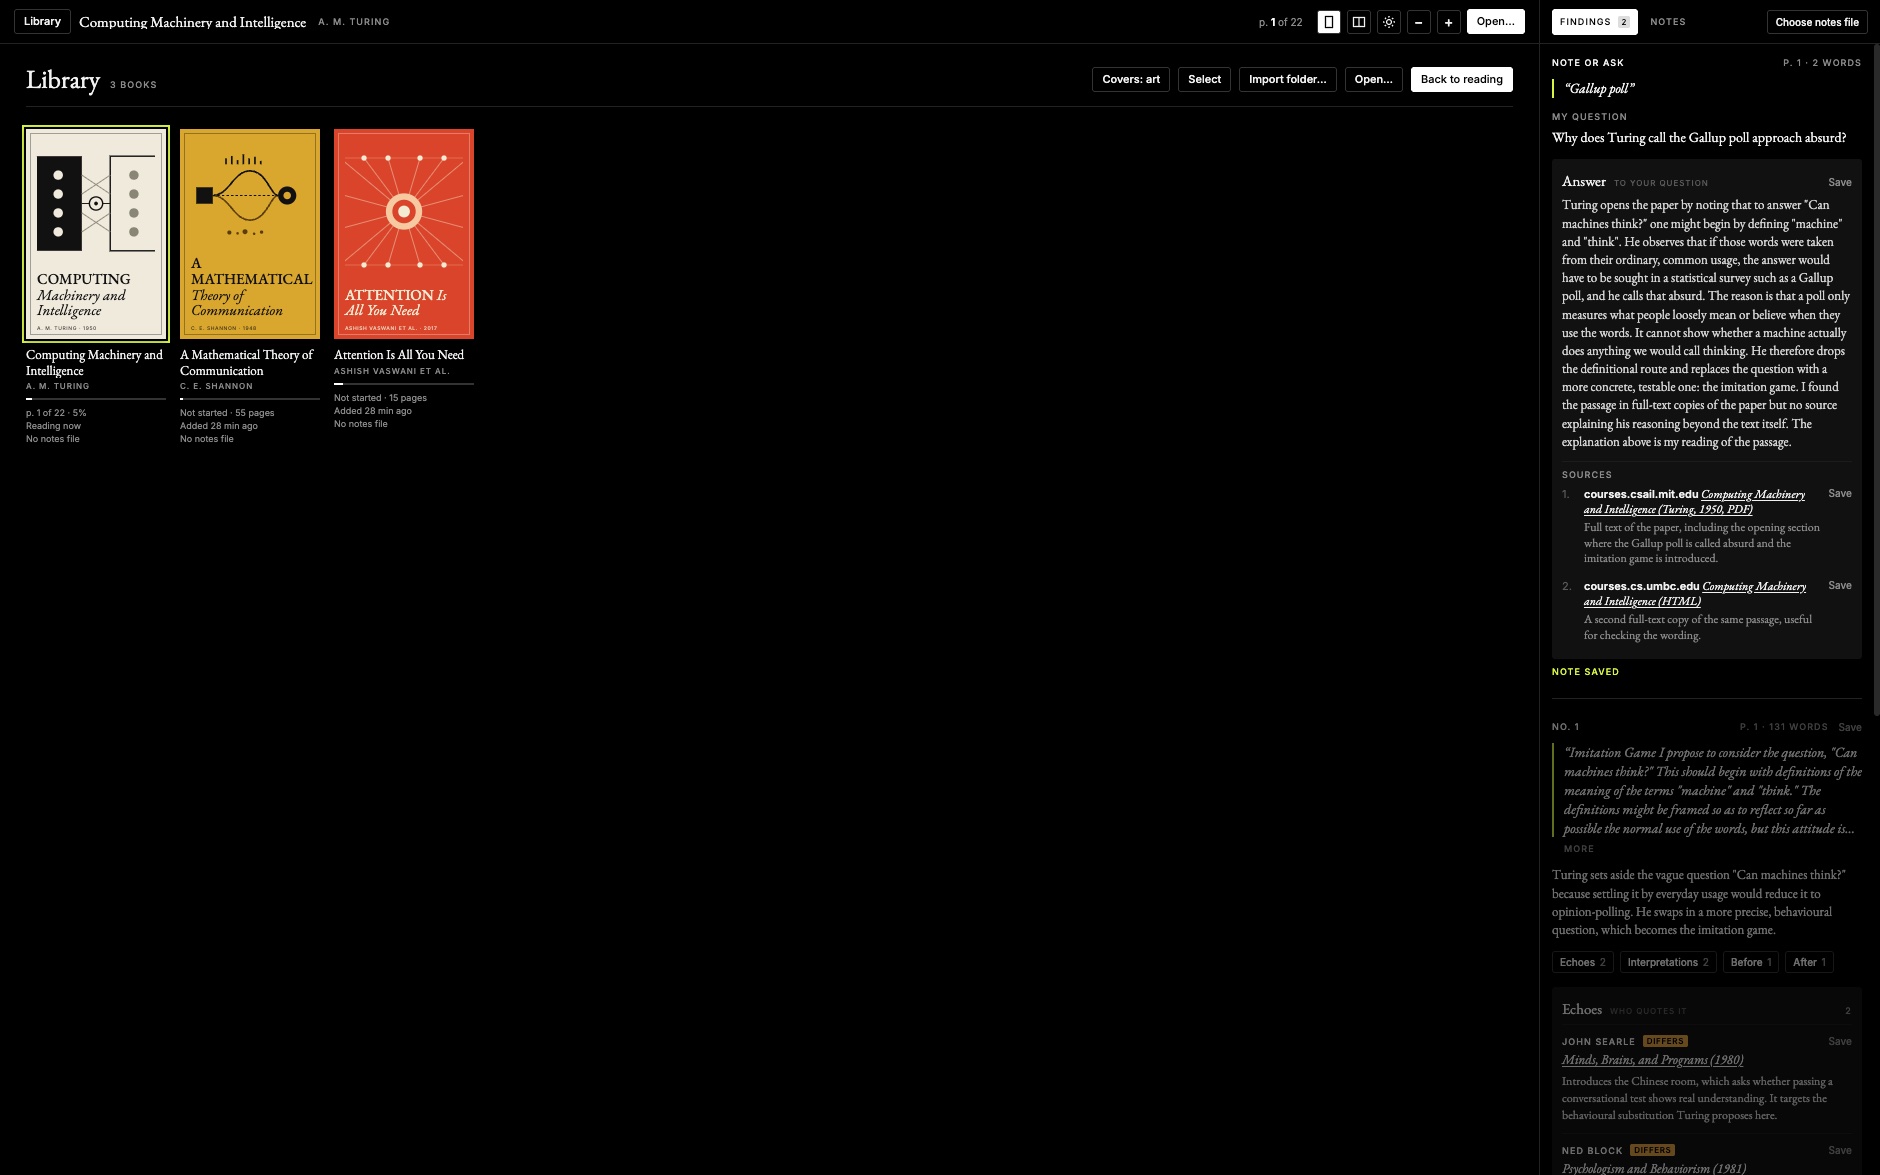 Library
Computing Machinery and Intelligence
A. M. TURING
p. 1 of 22
−
+
Open...
Library
3 BOOKS
Covers: art
Select
Import folder...
Open...
Back to reading
COMPUTING
Machinery and
Intelligence
A. M. TURING · 1950
Computing Machinery and
Intelligence
A. M. TURING
p. 1 of 22 · 5%
Reading now
No notes file
A
MATHEMATICAL
Theory of
Communication
C. E. SHANNON · 1948
A Mathematical Theory of
Communication
C. E. SHANNON
Not started · 55 pages
Added 28 min ago
No notes file
ATTENTION Is
All You Need
ASHISH VASWANI ET AL. · 2017
Attention Is All You Need
ASHISH VASWANI ET AL.
Not started · 15 pages
Added 28 min ago
No notes file
FINDINGS 2
NOTES
Choose notes file
NOTE OR ASK
P. 1 · 2 WORDS
“Gallup poll”
MY QUESTION
Why does Turing call the Gallup poll approach absurd?
Answer TO YOUR QUESTION
Save
Turing opens the paper by noting that to answer "Can
machines think?" one might begin by defining "machine"
and "think". He observes that if those words were taken
from their ordinary, common usage, the answer would
have to be sought in a statistical survey such as a Gallup
poll, and he calls that absurd. The reason is that a poll only
measures what people loosely mean or believe when they
use the words. It cannot show whether a machine actually
does anything we would call thinking. He therefore drops
the definitional route and replaces the question with a
more concrete, testable one: the imitation game. I found
the passage in full-text copies of the paper but no source
explaining his reasoning beyond the text itself. The
explanation above is my reading of the passage.
SOURCES
1. courses.csail.mit.edu Computing Machinery
and Intelligence (Turing, 1950, PDF)
Save
Full text of the paper, including the opening section
where the Gallup poll is called absurd and the
imitation game is introduced.
2. courses.cs.umbc.edu Computing Machinery
and Intelligence (HTML)
Save
A second full-text copy of the same passage, useful
for checking the wording.
NOTE SAVED
NO. 1
P. 1 · 131 WORDS
Save
“Imitation Game I propose to consider the question, "Can
machines think?" This should begin with definitions of the
meaning of the terms "machine" and "think." The
definitions might be framed so as to reflect so far as
possible the normal use of the words, but this attitude is...
MORE
Turing sets aside the vague question "Can machines think?"
because settling it by everyday usage would reduce it to
opinion-polling. He swaps in a more precise, behavioural
question, which becomes the imitation game.
Echoes 2
Interpretations 2
Before 1
After 1
Echoes WHO QUOTES IT
2
JOHN SEARLE DIFFERS
Save
Minds, Brains, and Programs (1980)
Introduces the Chinese room, which asks whether passing a
conversational test shows real understanding. It targets the
behavioural substitution Turing proposes here.
NED BLOCK DIFFERS
Save
Psychologism and Behaviorism (1981)